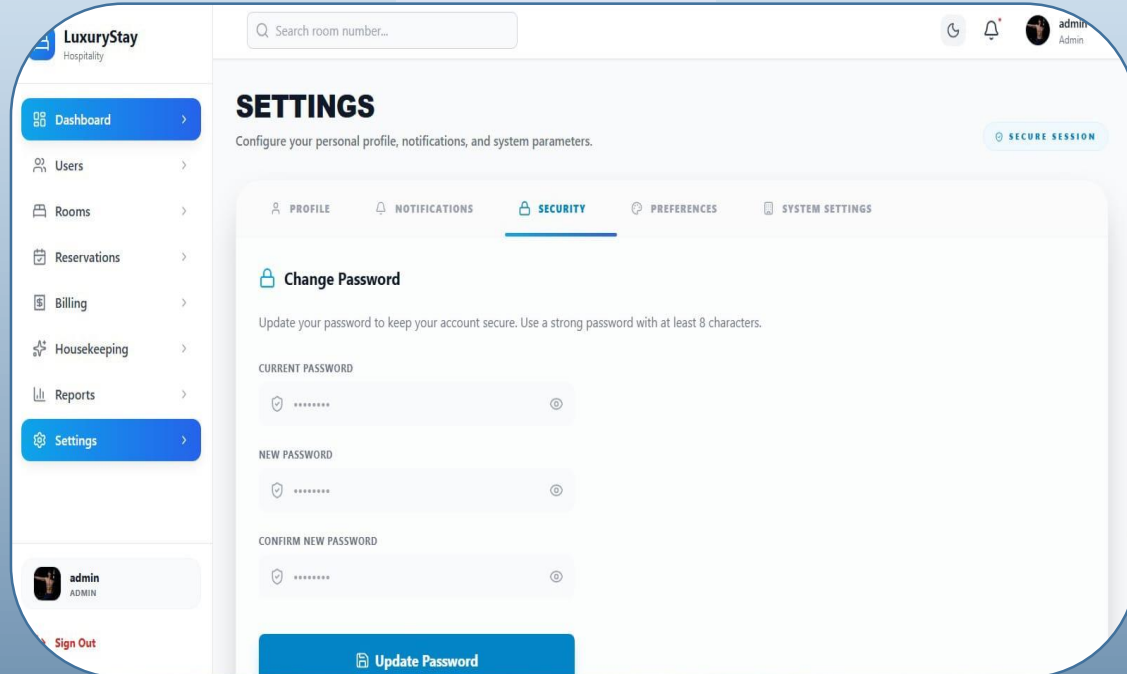 LuxuryStay
Hospitality
Search room number...
admin
Admin
Dashboard
Users
Rooms
Reservations
Billing
Housekeeping
Reports
Settings
admin
ADMIN
Sign Out
SETTINGS
Configure your personal profile, notifications, and system parameters.
SECURE SESSION
PROFILE NOTIFICATIONS SECURITY PREFERENCES SYSTEM SETTINGS
Change Password
Update your password to keep your account secure. Use a strong password with at least 8 characters.
CURRENT PASSWORD
••••••••
NEW PASSWORD
••••••••
CONFIRM NEW PASSWORD
••••••••
Update Password